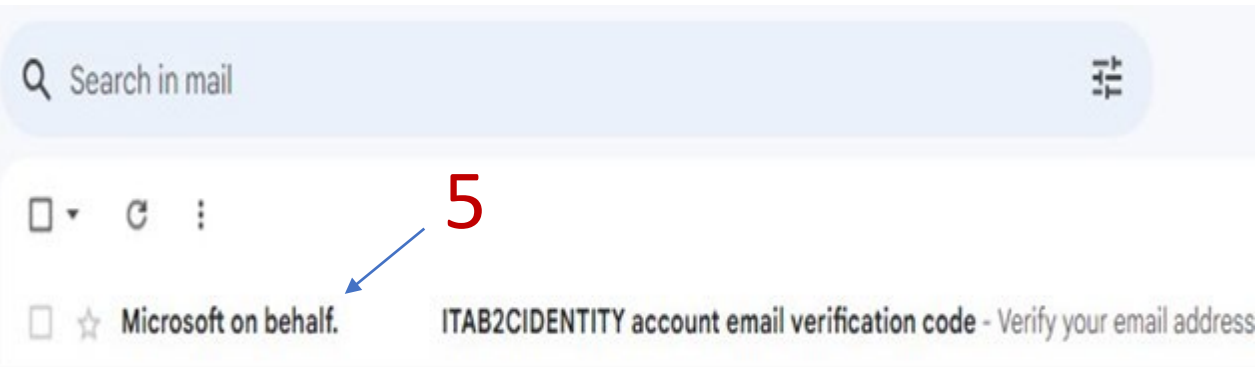 Search in mail
5
Microsoft on behalf. ITAB2CIDENTITY account email verification code - Verify your email address